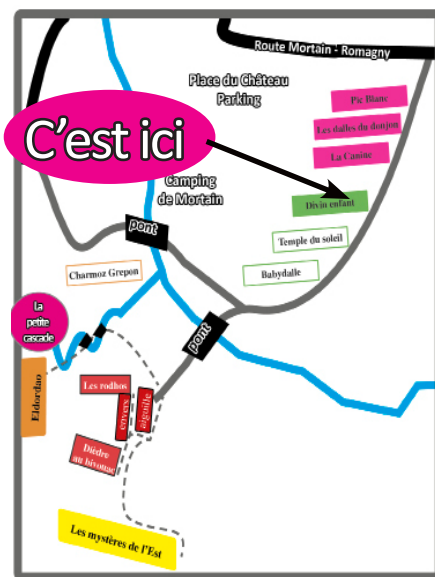 Route Mortain - Romagny
Place du Château
Parking
Pic Blanc
Les dalles du donjon
C'est ici
La Canine
Camping
de Mortain
Divin enfant
pont
Temple du soleil
Charmoz Grepon
Babydalle
La
petite
cascade
pont
Eldordao
Les rodhos
envers
aiguille
Dièdre
au bivouac
Les mystères de l'Est